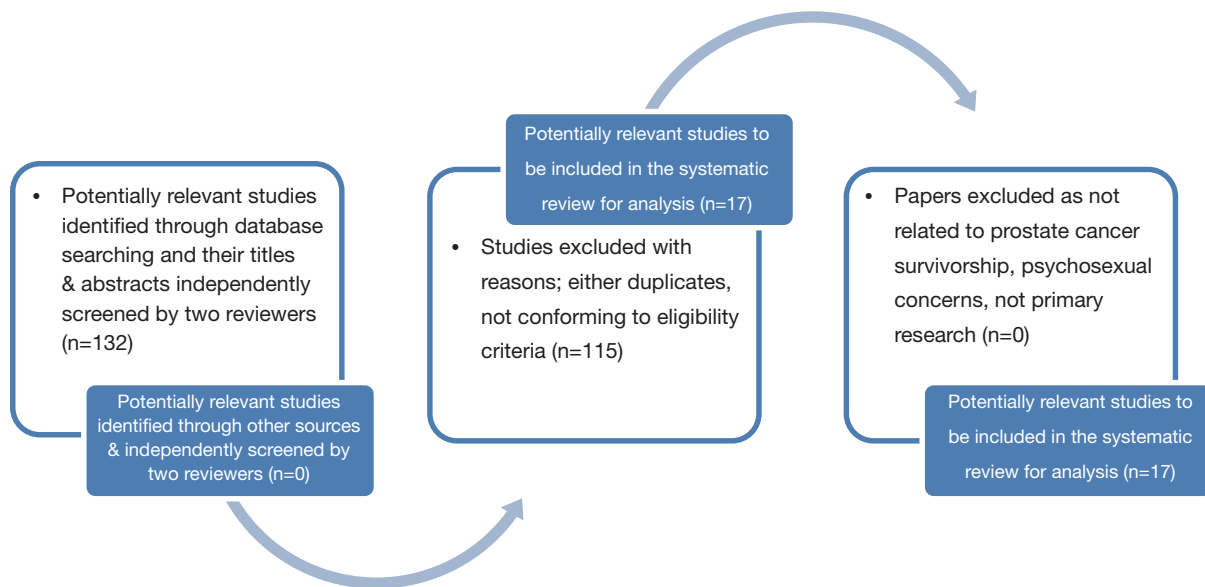 • Potentially relevant studies
identified through database
searching and their titles
& abstracts independently
screened by two reviewers
(n=132)
Potentially relevant studies
identified through other sources
& independently screened by
two reviewers (n=0)
Potentially relevant studies to
be included in the systematic
review for analysis (n=17)
• Studies excluded with
reasons; either duplicates,
not conforming to eligibility
criteria (n=115)
• Papers excluded as not
related to prostate cancer
survivorship, psychosexual
concerns, not primary
research (n=0)
Potentially relevant studies to
be included in the systematic
review for analysis (n=17)